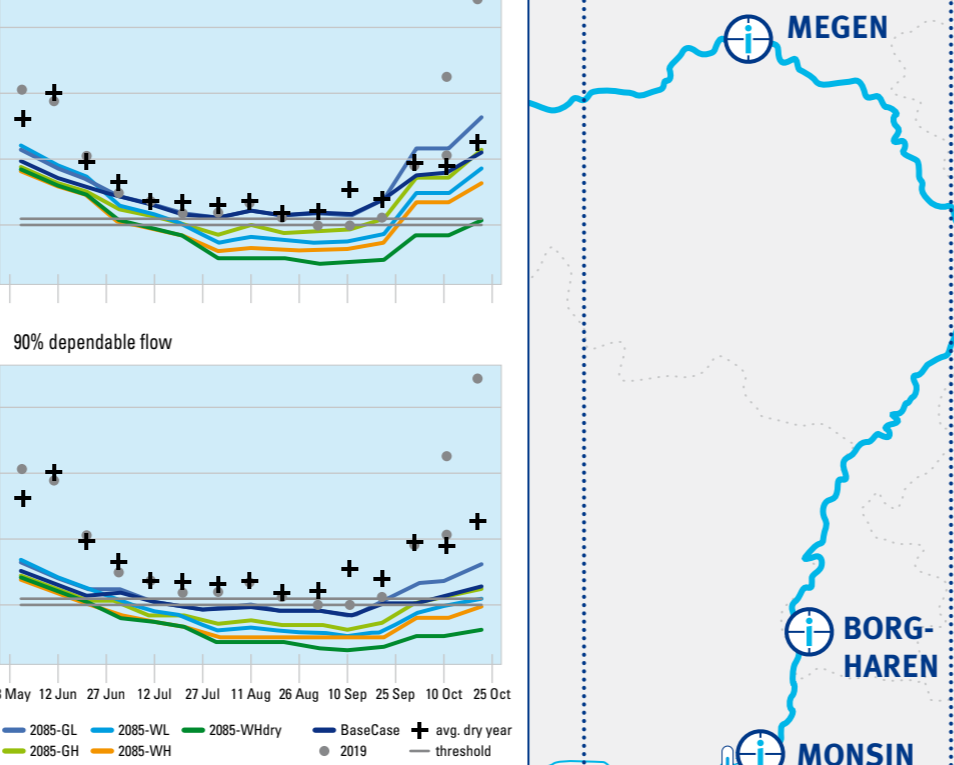 MEGEN
90% dependable flow
May 12 Jun 27 Jun 12 Jul 27 Jul 11 Aug 26 Aug 10 Sep 25 Sep 10 Oct 25 Oct
2085-GL 2085-WL 2085-WHdry BaseCase avg. dry year
2085-GH 2085-WH 2019 threshold
BORG-
HAREN
MONSIN